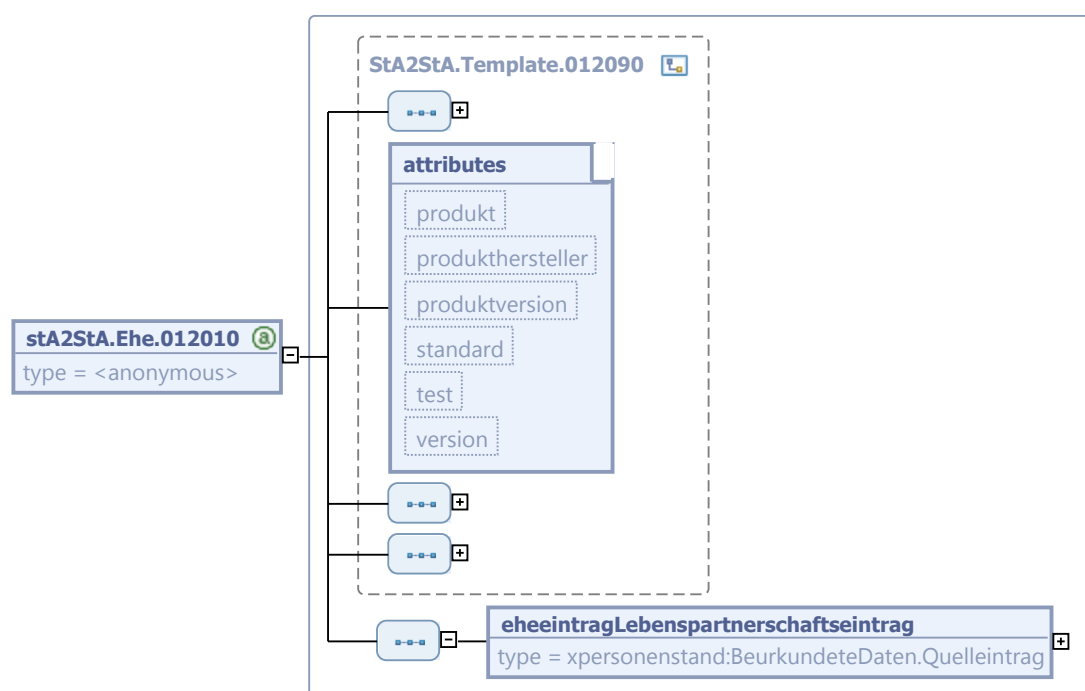 StA2StA.Template.012090
attributes
produkt
produkthersteller
produktversion
standard
test
version
stA2StA.Ehe.012010 @
type = <anonymous>
eheeintragLebenspartnerschaftseintrag
type = xpersonenstand:BeurkundeteDaten.Quelleintrag